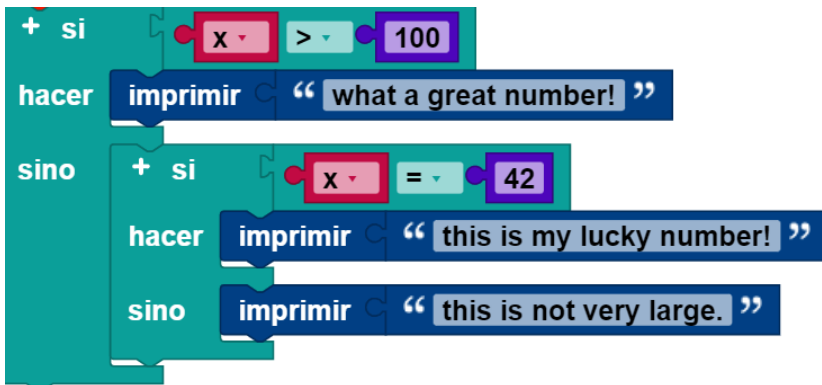 + si x > 100
hacer imprimir “ what a great number! ”
sino + si x = 42
hacer imprimir “ this is my lucky number! ”
sino imprimir “ this is not very large. ”